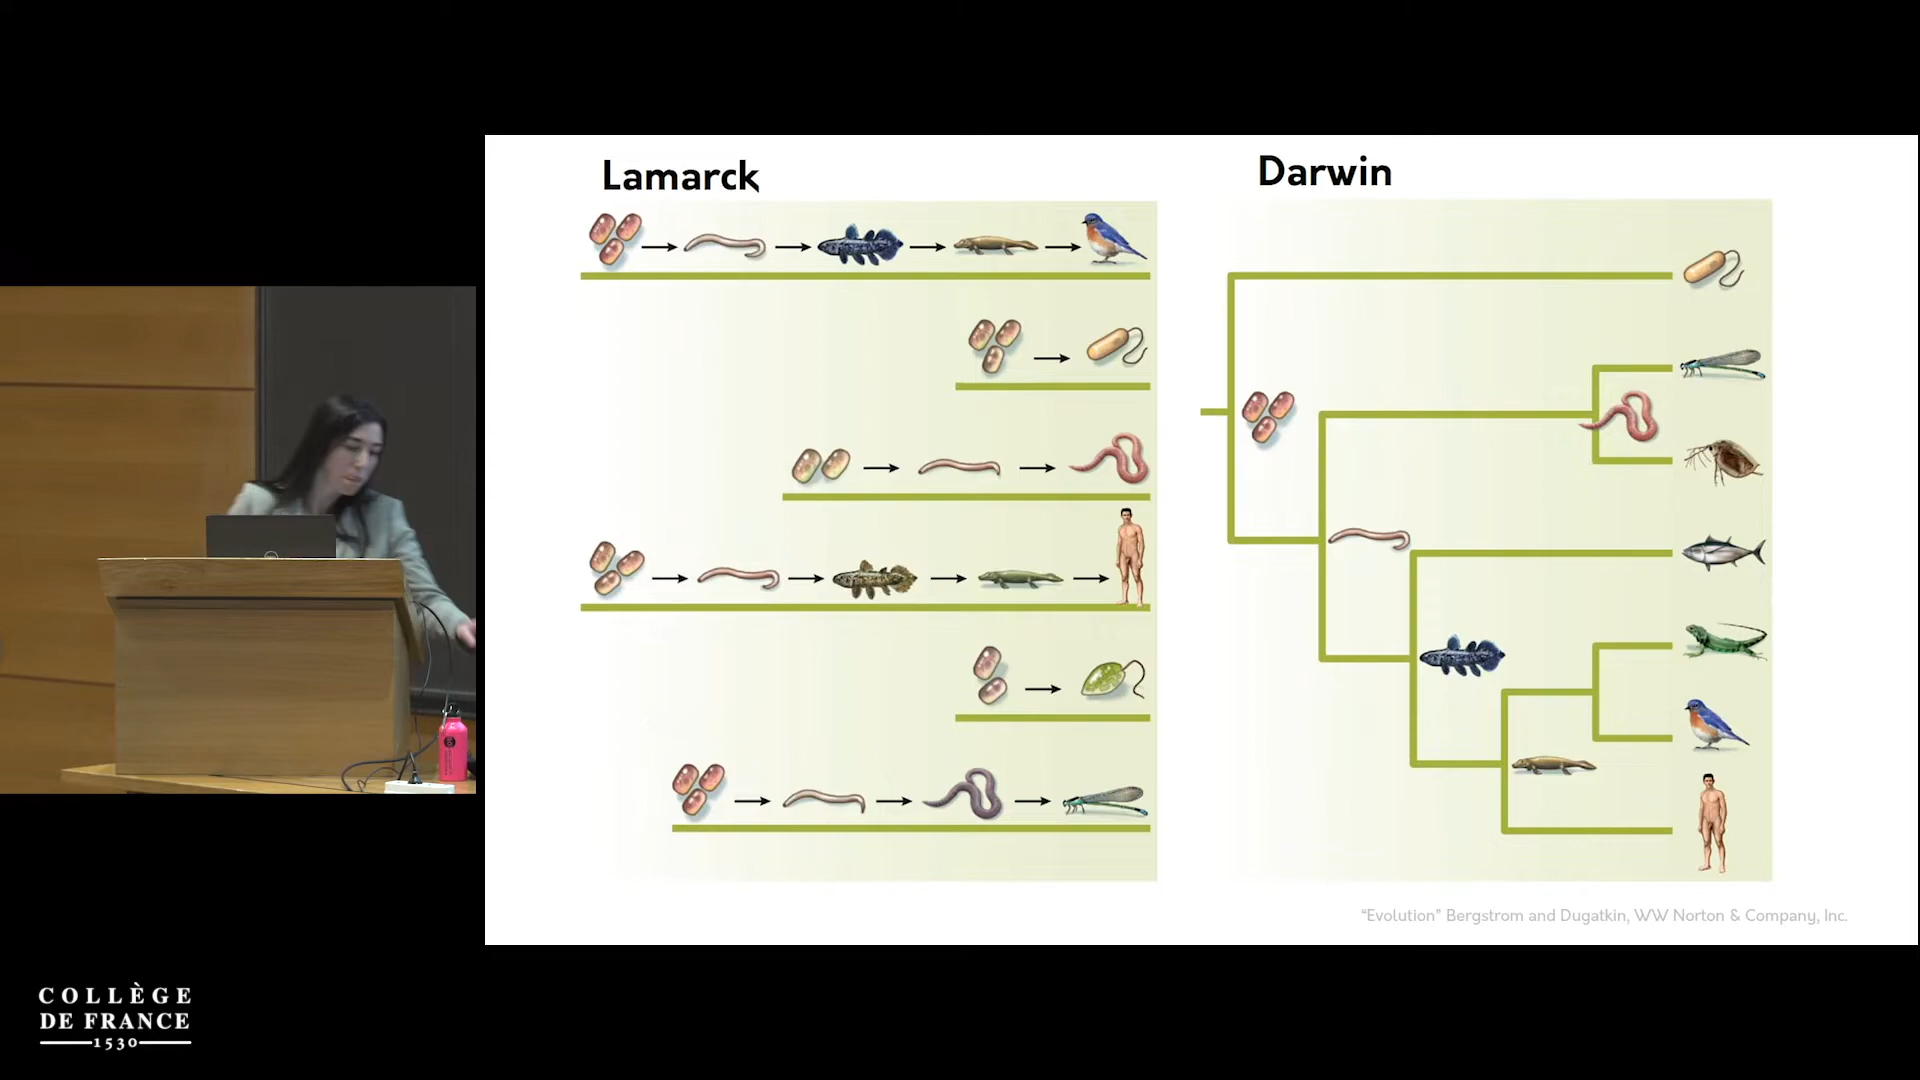 Lamarck
Darwin
“Evolution” Bergstrom and Dugatkin, WW Norton & Company, Inc.
COLLÈGE
DE FRANCE
1530